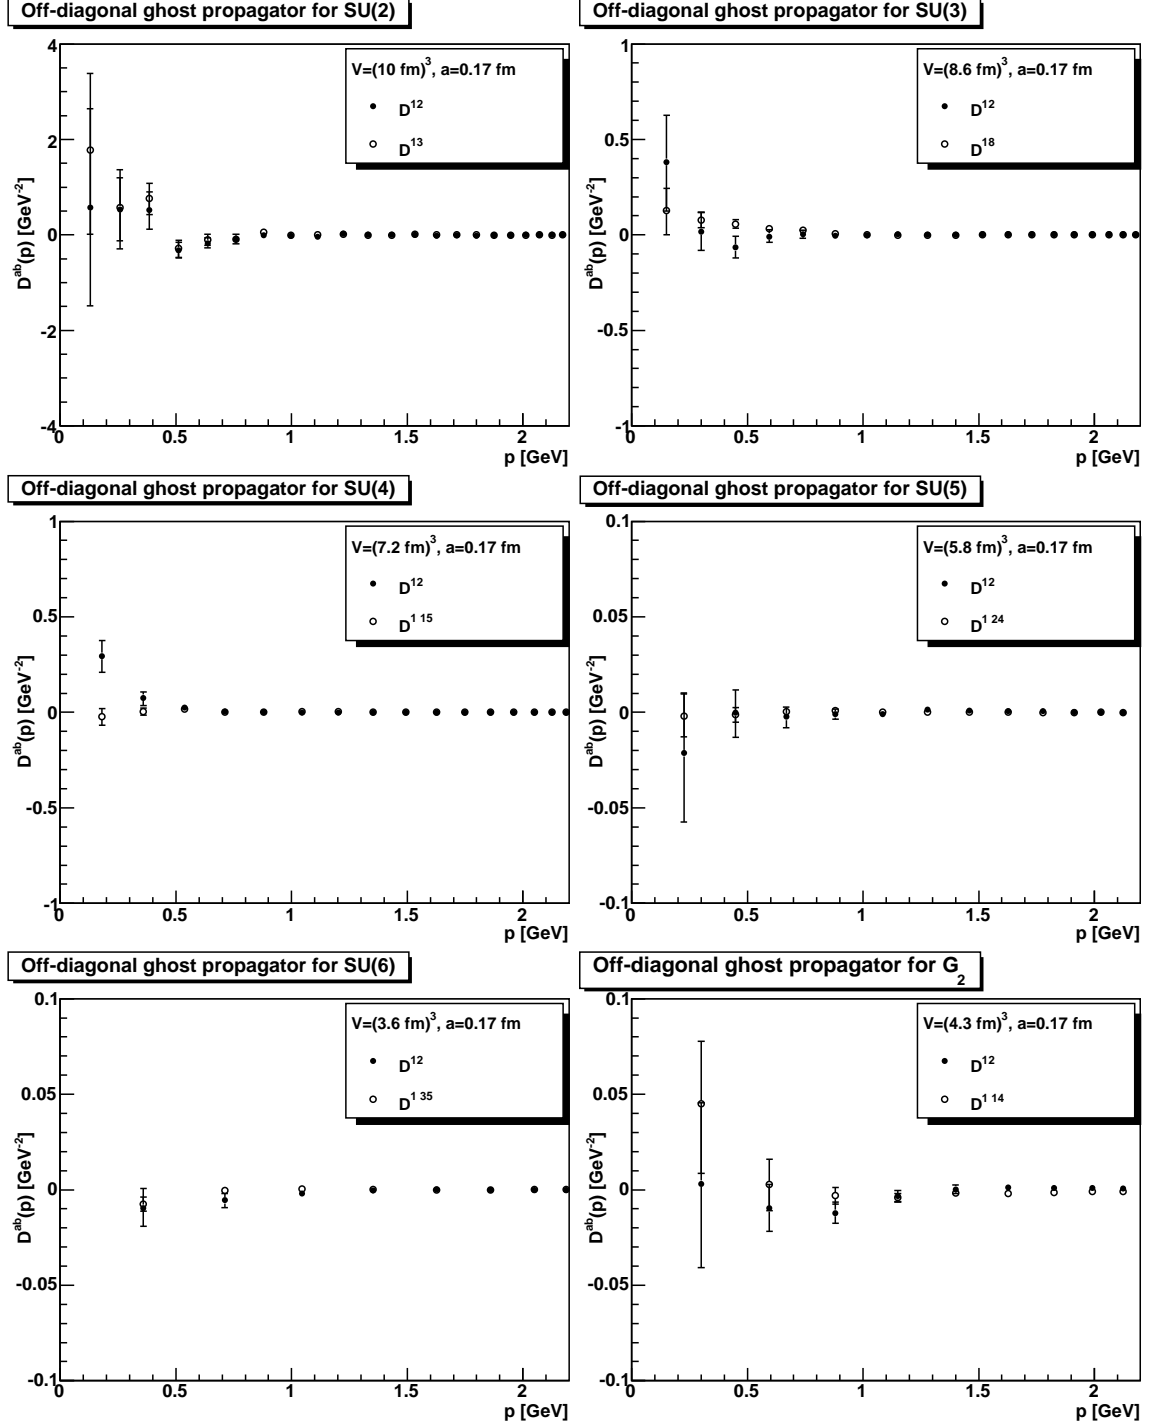 Off-diagonal ghost propagator for SU(2)
4
2
0
-2
-4
0
0.5
1
1.5
2
p [GeV]
D^ab(p) [GeV^-2]
V=(10 fm)^3, a=0.17 fm
D^12
D^13
Off-diagonal ghost propagator for SU(3)
1
0.5
0
-0.5
-1
0
0.5
1
1.5
2
p [GeV]
D^ab(p) [GeV^-2]
V=(8.6 fm)^3, a=0.17 fm
D^12
D^18
Off-diagonal ghost propagator for SU(4)
1
0.5
0
-0.5
-1
0
0.5
1
1.5
2
p [GeV]
D^ab(p) [GeV^-2]
V=(7.2 fm)^3, a=0.17 fm
D^12
D^1 15
Off-diagonal ghost propagator for SU(5)
0.1
0.05
0
-0.05
-0.1
0
0.5
1
1.5
2
p [GeV]
D^ab(p) [GeV^-2]
V=(5.8 fm)^3, a=0.17 fm
D^12
D^1 24
Off-diagonal ghost propagator for SU(6)
0.1
0.05
0
-0.05
-0.1
0
0.5
1
1.5
2
p [GeV]
D^ab(p) [GeV^-2]
V=(3.6 fm)^3, a=0.17 fm
D^12
D^1 35
Off-diagonal ghost propagator for G_2
0.1
0.05
0
-0.05
-0.1
0
0.5
1
1.5
2
p [GeV]
D^ab(p) [GeV^-2]
V=(4.3 fm)^3, a=0.17 fm
D^12
D^1 14